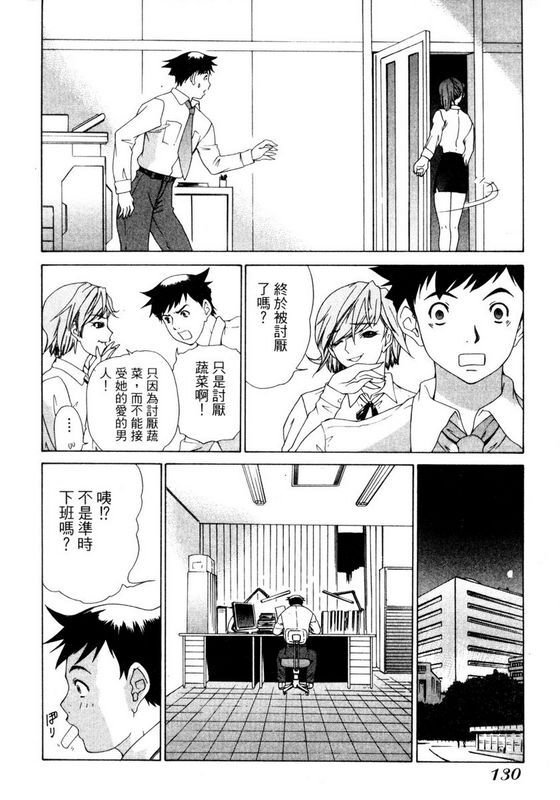 終於被討厭
了嗎？
只是討厭
蔬菜啊！
只因為討厭蔬
菜，而不能接
受她的愛的男
人！
……
咦!?
不是準時
下班嗎？
ぽり
130